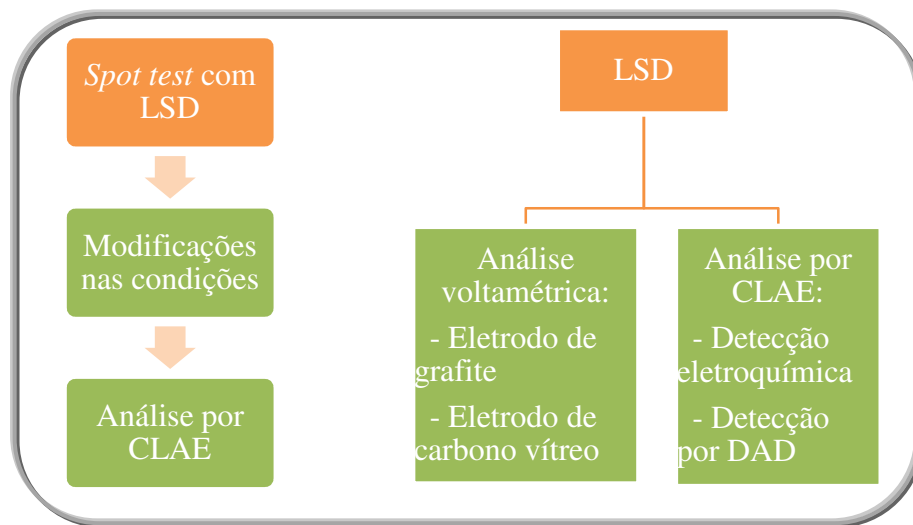 Spot test com
LSD
Modificações
nas condições
Análise por
CLAE
LSD
Análise
voltamétrica:
- Eletrodo de
grafite
- Eletrodo de
carbono vítreo
Análise por
CLAE:
- Detecção
eletroquímica
- Detecção
por DAD